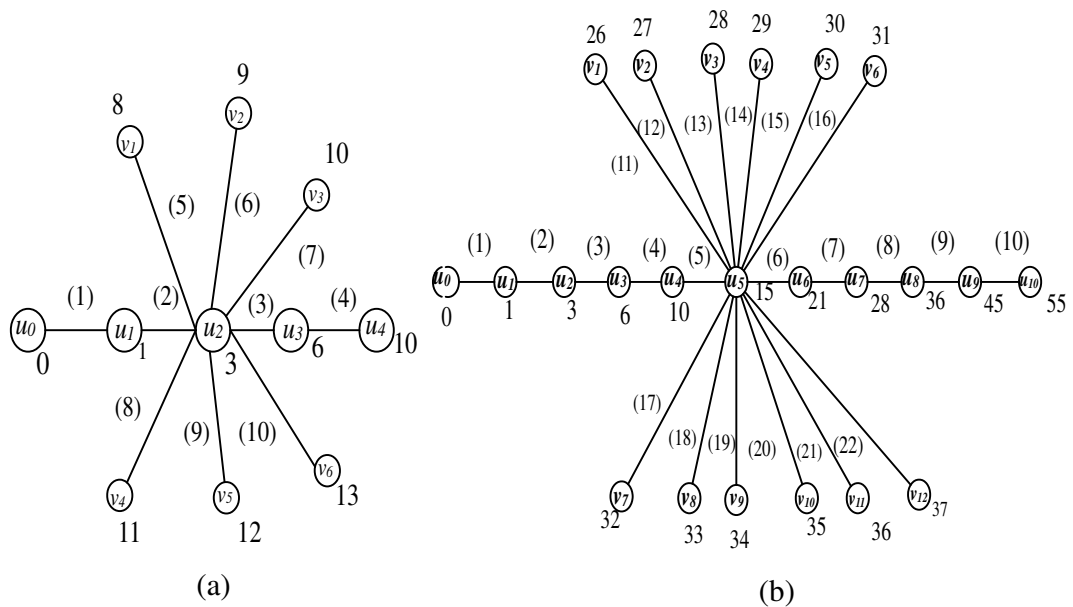 9
v₂
8
v₁
10
v₃
(5)
(6)
(7)
(1)
(2)
(3)
(4)
u₀
u₁
u₂
u₃
u₄
0
1
3
6
10
(8)
(9)
(10)
v₄
v₅
v₆
11
12
13
(a)
26
27
28
29
30
31
v₁
v₂
v₃
v₄
v₅
v₆
(11)
(12)
(13)
(14)
(15)
(16)
(1)
(2)
(3)
(4)
(5)
(6)
(7)
(8)
(9)
(10)
u₀
u₁
u₂
u₃
u₄
u₅
u₆
u₇
u₈
u₉
u₁₀
0
1
3
6
10
15
21
28
36
45
55
(17)
(18)
(19)
(20)
(21)
(22)
v₇
v₈
v₉
v₁₀
v₁₁
v₁₂
32
33
34
35
36
37
(b)